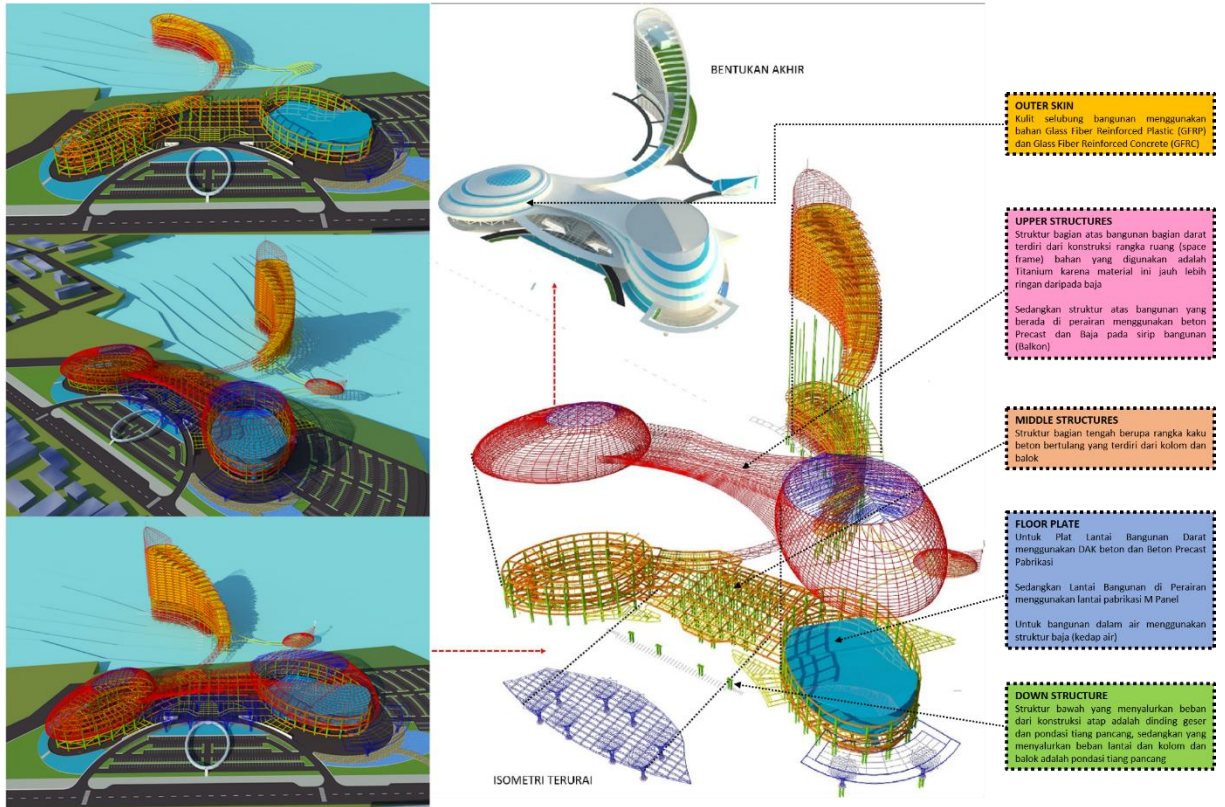 BENTUKAN AKHIR
OUTER SKIN
Kulit selubung bangunan menggunakan
bahan Glass Fiber Reinforced Plastic (GFRP)
dan Glass Fiber Reinforced Concrete (GFRC)
UPPER STRUCTURES
Struktur bagian atas bangunan bagian darat
terdiri dari konstruksi rangka ruang (space
frame) bahan yang digunakan adalah
Titanium karena material ini jauh lebih
ringan daripada baja
Sedangkan struktur atas bangunan yang
berada di perairan menggunakan beton
Precast dan Baja pada sirip bangunan
(Balkon)
MIDDLE STRUCTURES
Struktur bagian tengah berupa rangka kaku
beton bertulang yang terdiri dari kolom dan
balok
FLOOR PLATE
Untuk Plat Lantai Bangunan Darat
menggunakan DAK beton dan Beton Precast
Pabrikasi
Sedangkan Lantai Bangunan di Perairan
menggunakan lantai pabrikasi M Panel
Untuk bangunan dalam air menggunakan
struktur baja (kedap air)
DOWN STRUCTURE
Struktur bawah yang menyalurkan beban
dari konstruksi atap adalah dinding geser
dan pondasi tiang pancang, sedangkan yang
menyalurkan beban lantai dan kolom dan
balok adalah pondasi tiang pancang
ISOMETRI TERURAI